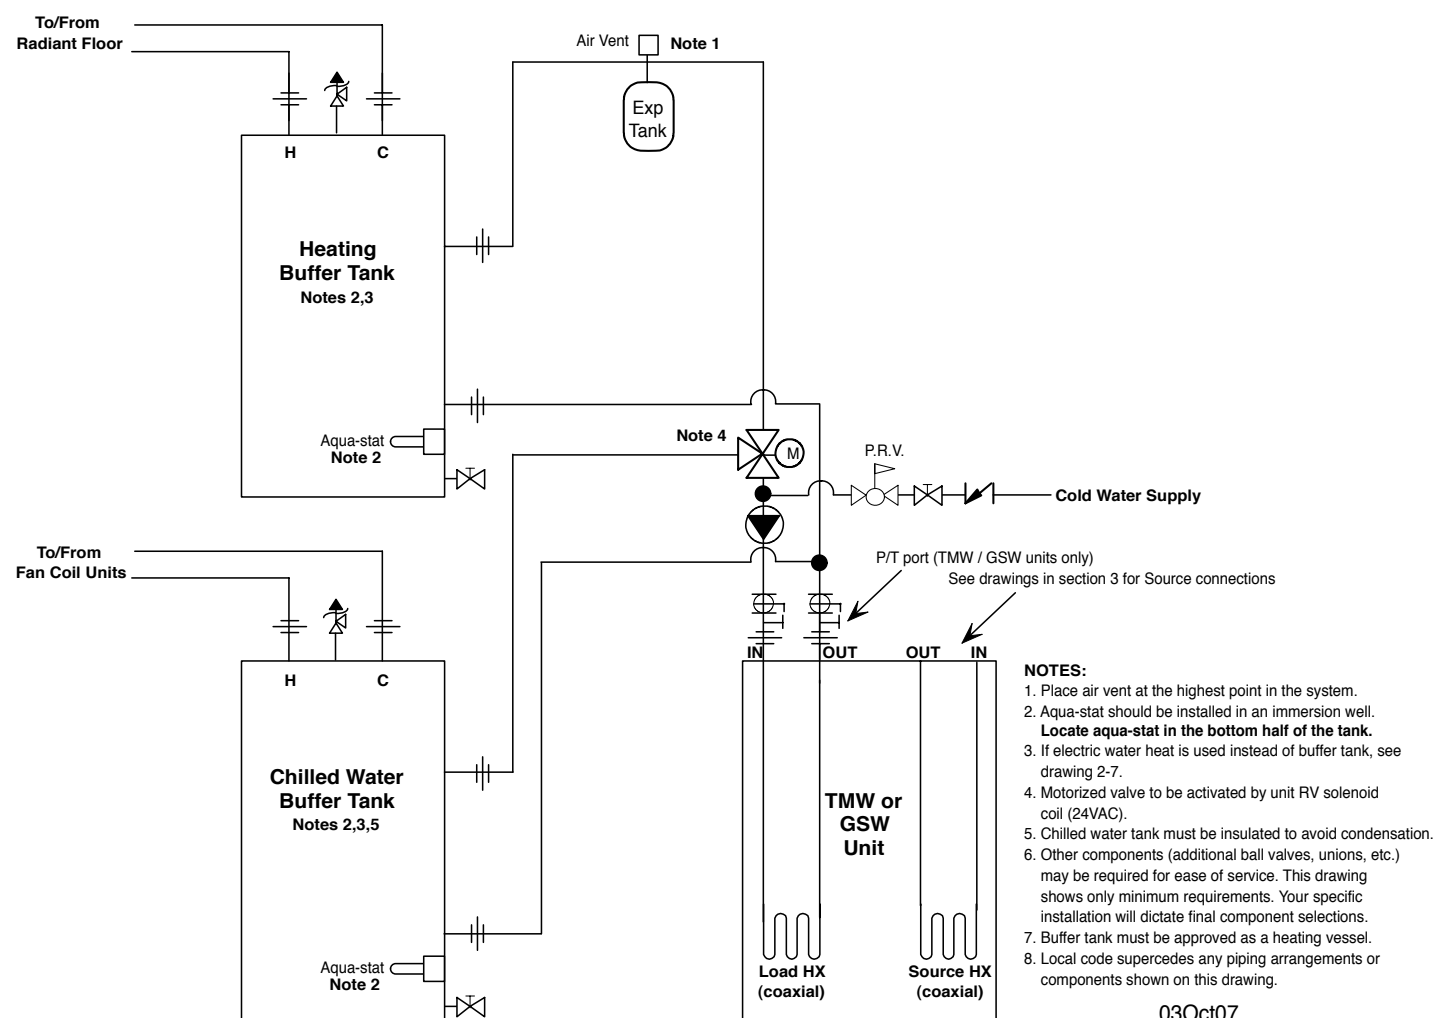 To/From
Radiant Floor
Air Vent
Note 1
Exp
Tank
H
C
Heating
Buffer Tank
Notes 2,3
Aqua-stat
Note 2
Note 4
M
P.R.V.
Cold Water Supply
To/From
Fan Coil Units
P/T port (TMW / GSW units only)
See drawings in section 3 for Source connections
IN
OUT
OUT
IN
H
C
Chilled Water
Buffer Tank
Notes 2,3,5
Aqua-stat
Note 2
TMW or
GSW
Unit
Load HX
(coaxial)
Source HX
(coaxial)
NOTES:
1. Place air vent at the highest point in the system.
2. Aqua-stat should be installed in an immersion well.
Locate aqua-stat in the bottom half of the tank.
3. If electric water heat is used instead of buffer tank, see
drawing 2-7.
4. Motorized valve to be activated by unit RV solenoid
coil (24VAC).
5. Chilled water tank must be insulated to avoid condensation.
6. Other components (additional ball valves, unions, etc.)
may be required for ease of service. This drawing
shows only minimum requirements. Your specific
installation will dictate final component selections.
7. Buffer tank must be approved as a heating vessel.
8. Local code supercedes any piping arrangements or
components shown on this drawing.
03Oct07